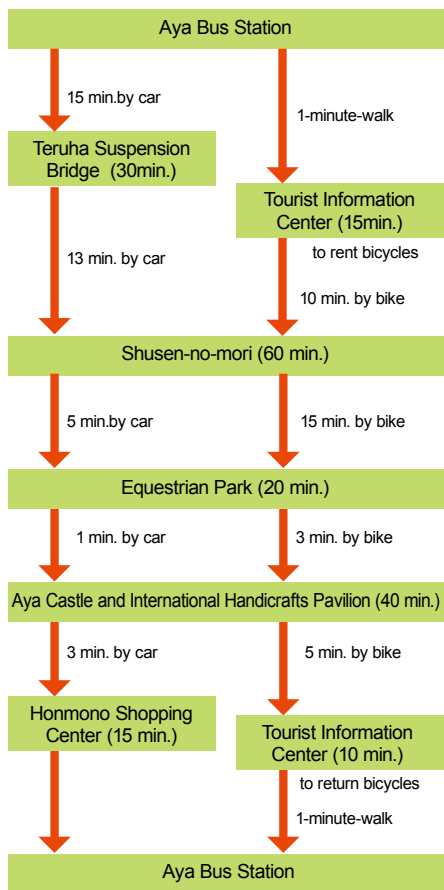 Aya Bus Station
15 min.by car
1-minute-walk
Teruha Suspension
Bridge (30min.)
Tourist Information
Center (15min.)
to rent bicycles
13 min. by car
10 min. by bike
Shusen-no-mori (60 min.)
5 min.by car
15 min. by bike
Equestrian Park (20 min.)
1 min. by car
3 min. by bike
Aya Castle and International Handicrafts Pavilion (40 min.)
3 min. by car
5 min. by bike
Honmono Shopping
Center (15 min.)
Tourist Information
Center (10 min.)
to return bicycles
1-minute-walk
Aya Bus Station